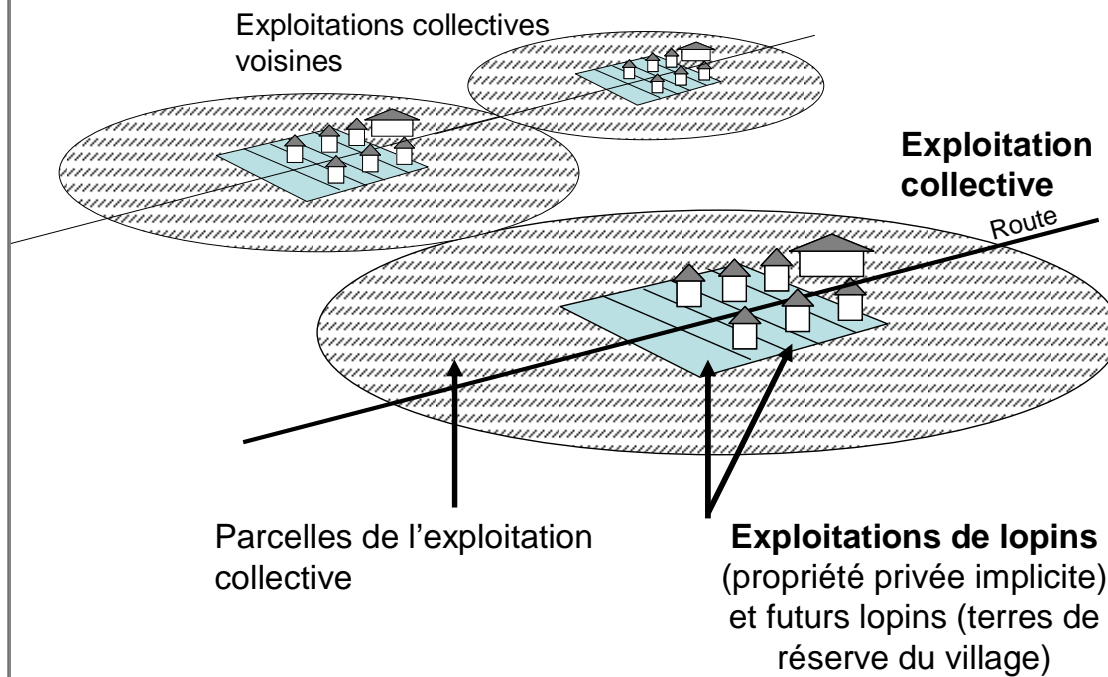 Exploitations collectives
voisines
Exploitation
collective
Route
Parcelles de l’exploitation
collective
Exploitations de lopins
(propriété privée implicite)
et futurs lopins (terres de
réserve du village)